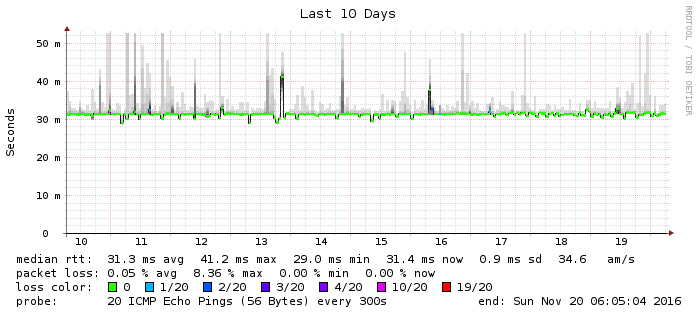 Last 10 Days
RRDTOOL / TOBI OETIKER
Seconds
50 m
40 m
30 m
20 m
10 m
0
10 11 12 13 14 15 16 17 18 19
median rtt: 31.3 ms avg 41.2 ms max 29.0 ms min 31.4 ms now 0.9 ms sd 34.6 am/s
packet loss: 0.05 % avg 8.36 % max 0.00 % min 0.00 % now
loss color: 0 1/20 2/20 3/20 4/20 10/20 19/20
probe: 20 ICMP Echo Pings (56 Bytes) every 300s end: Sun Nov 20 06:05:04 2016